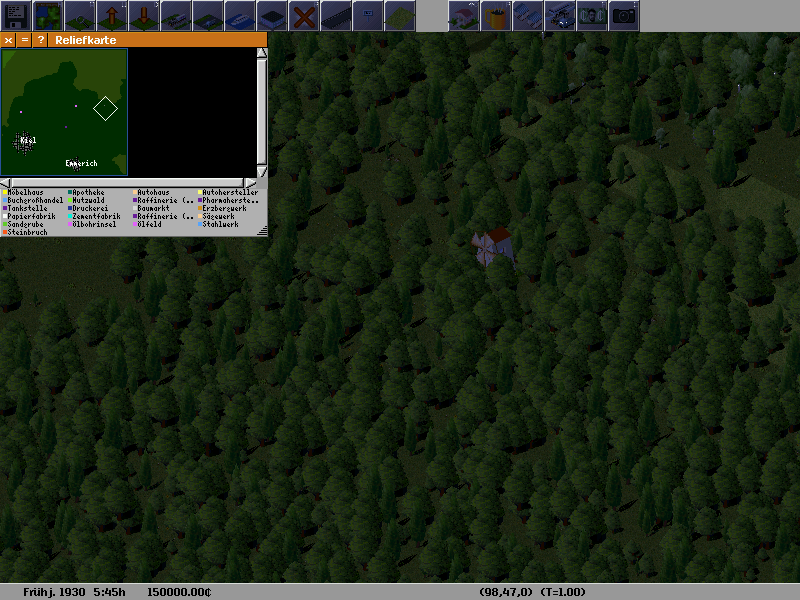 × = ? Reliefkarte
Kiel
Emmerich
Möbelhaus Apotheke Autohaus Autohersteller
Buchgroßhandel Nutzwald Raffinerie (.. Pharmaherste..
Tankstelle Druckerei Baumarkt Erzbergwerk
Papierfabrik Zementfabrik Raffinerie (.. Sägewerk
Sandgrube Ölbohrinsel Ölfeld Stahlwerk
Steinbruch
Frühj. 1930 5:45h 150000.00¢ (98,47,0) (T=1.00)